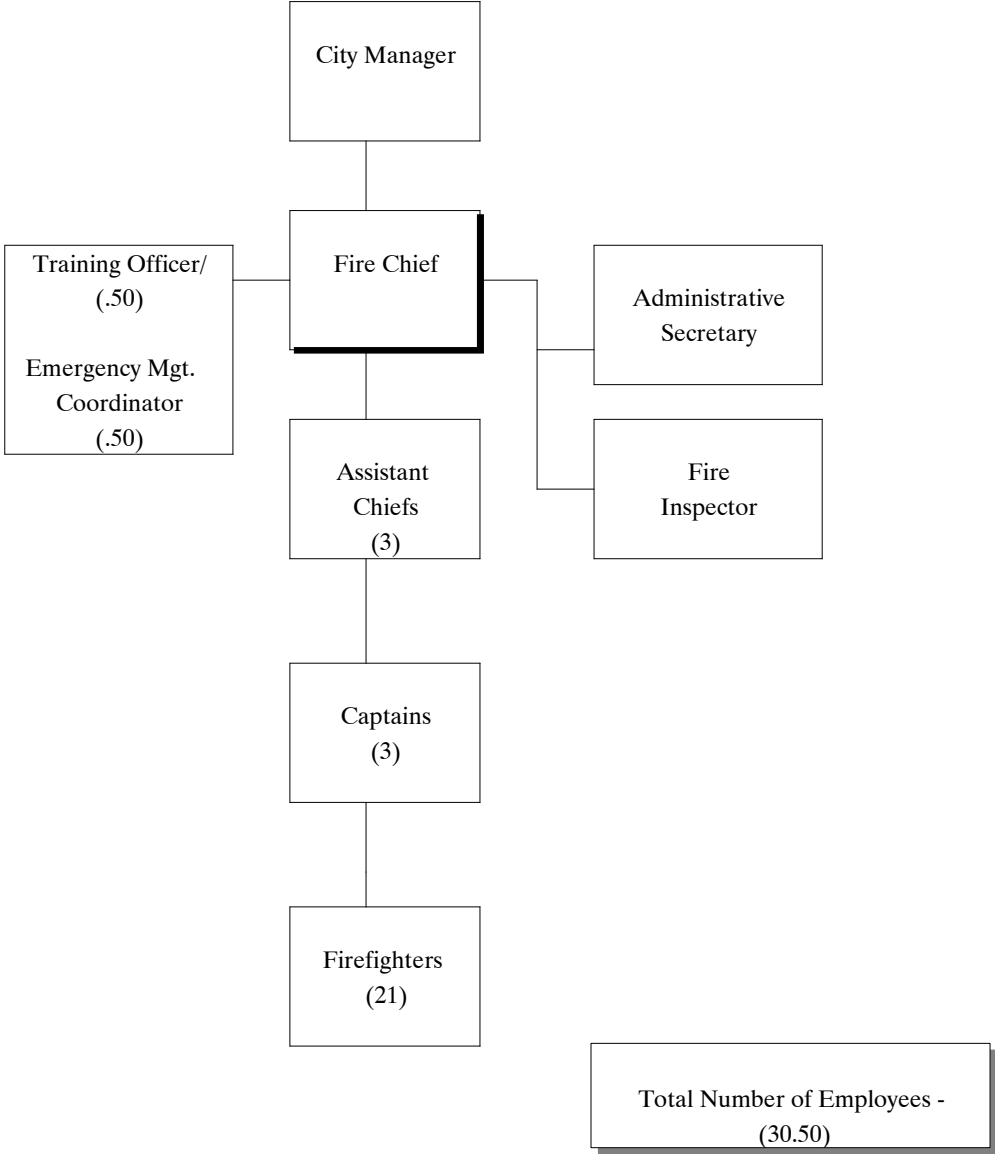 City Manager
Fire Chief
Training Officer/
(.50)
Emergency Mgt.
Coordinator
(.50)
Administrative
Secretary
Assistant
Chiefs
(3)
Fire
Inspector
Captains
(3)
Firefighters
(21)
Total Number of Employees -
(30.50)